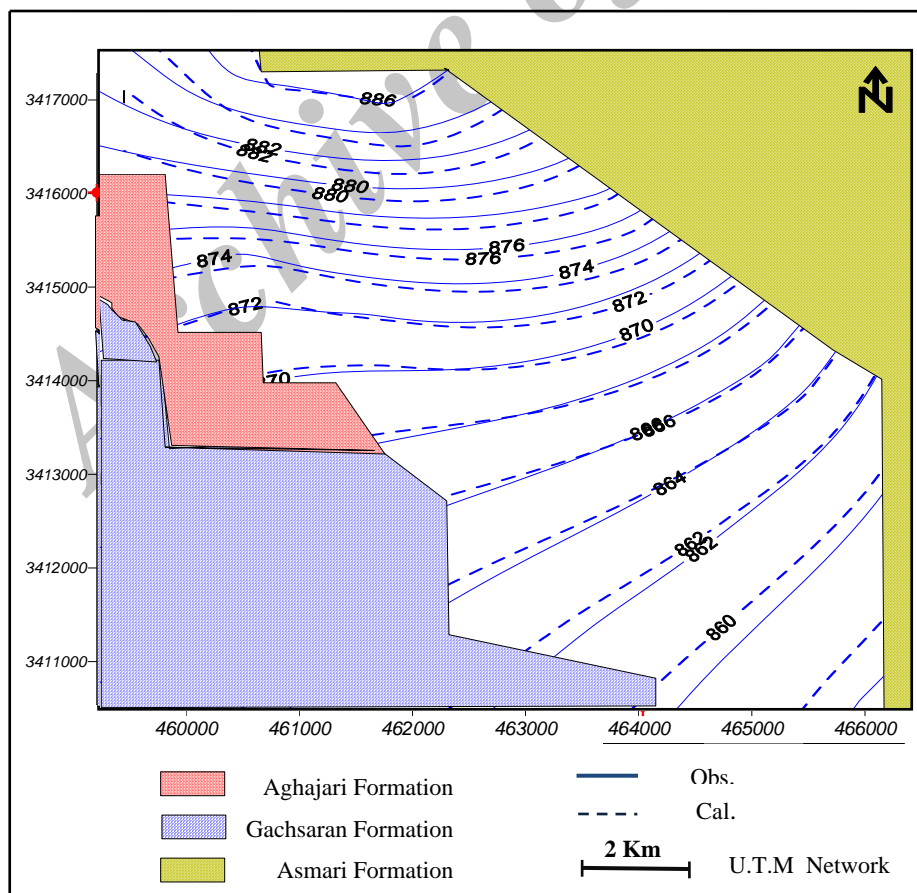 Archive of
3417000
3416000
3415000
3414000
3413000
3412000
3411000
886
882
882
880
880
876
876
874
874
872
872
870
70
866
864
862
862
860
N
460000 461000 462000 463000 464000 465000 466000
Aghajari Formation
Gachsaran Formation
Asmari Formation
Obs.
Cal.
2 Km
U.T.M Network